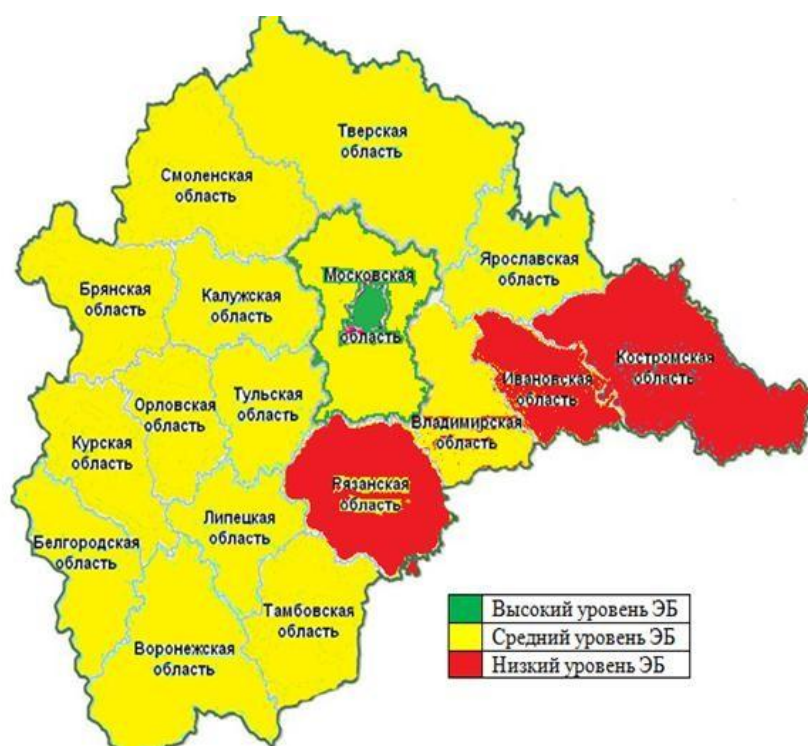 Тверская
область
Смоленская
область
Ярославская
область
Московская
область
Брянская
область
Калужская
область
Костромская
область
Ивановская
область
Тульская
область
Орловская
область
Владимирская
область
Курская
область
Рязанская
область
Липецкая
область
Белгородская
область
Тамбовская
область
Воронежская
область
Высокий уровень ЭБ
Средний уровень ЭБ
Низкий уровень ЭБ